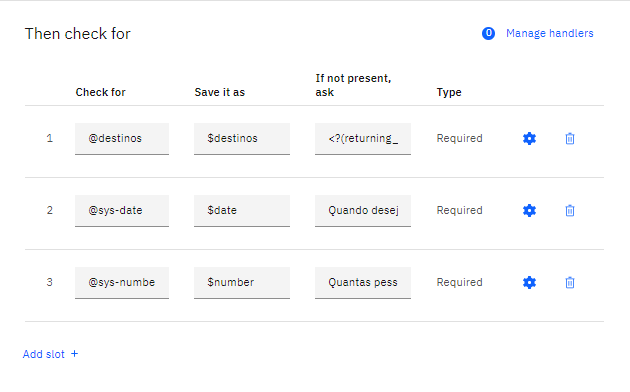 Then check for
0 Manage handlers
Check for Save it as If not present, ask Type
1 @destinos $destinos <?(returning_ Required
2 @sys-date $date Quando desej Required
3 @sys-numbe $number Quantas pess Required
Add slot +